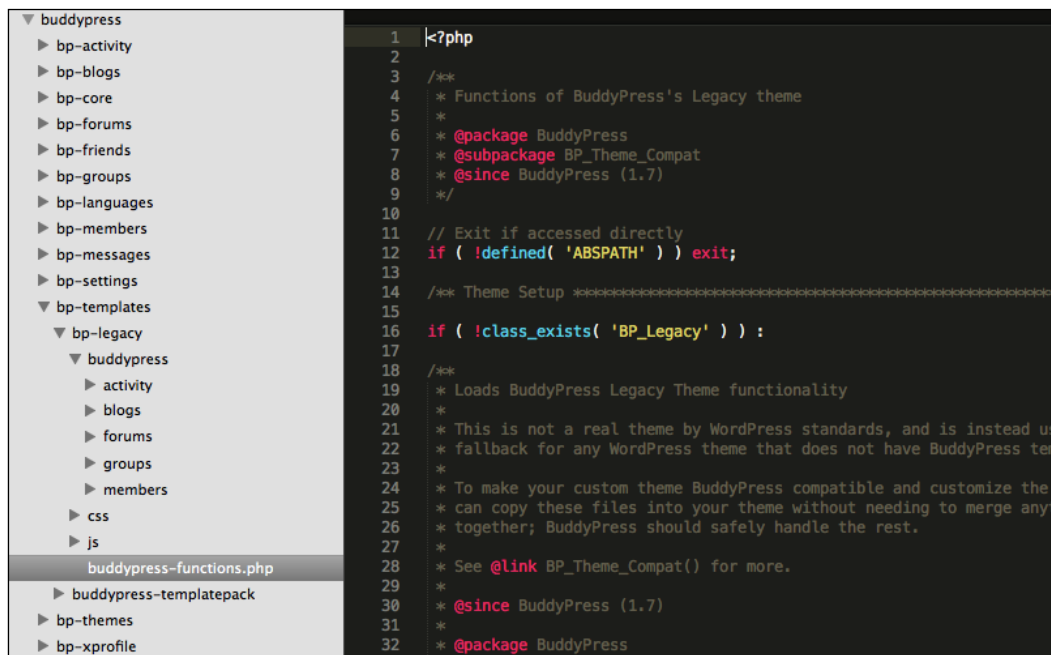 buddypress
bp-activity
bp-blogs
bp-core
bp-forums
bp-friends
bp-groups
bp-languages
bp-members
bp-messages
bp-settings
bp-templates
bp-legacy
buddypress
activity
blogs
forums
groups
members
css
js
buddypress-functions.php
buddypress-templatepack
bp-themes
bp-xprofile
1 <?php
2
3 /**
4  * Functions of BuddyPress's Legacy theme
5  *
6  * @package BuddyPress
7  * @subpackage BP_Theme_Compat
8  * @since BuddyPress (1.7)
9  */
10
11 // Exit if accessed directly
12 if ( !defined( 'ABSPATH' ) ) exit;
13
14 /** Theme Setup **************************************************
15
16 if ( !class_exists( 'BP_Legacy' ) ) :
17
18 /**
19  * Loads BuddyPress Legacy Theme functionality
20  *
21  * This is not a real theme by WordPress standards, and is instead us
22  * fallback for any WordPress theme that does not have BuddyPress tem
23  *
24  * To make your custom theme BuddyPress compatible and customize the
25  * can copy these files into your theme without needing to merge anyt
26  * together; BuddyPress should safely handle the rest.
27  *
28  * See @link BP_Theme_Compat() for more.
29  *
30  * @since BuddyPress (1.7)
31  *
32  * @package BuddyPress